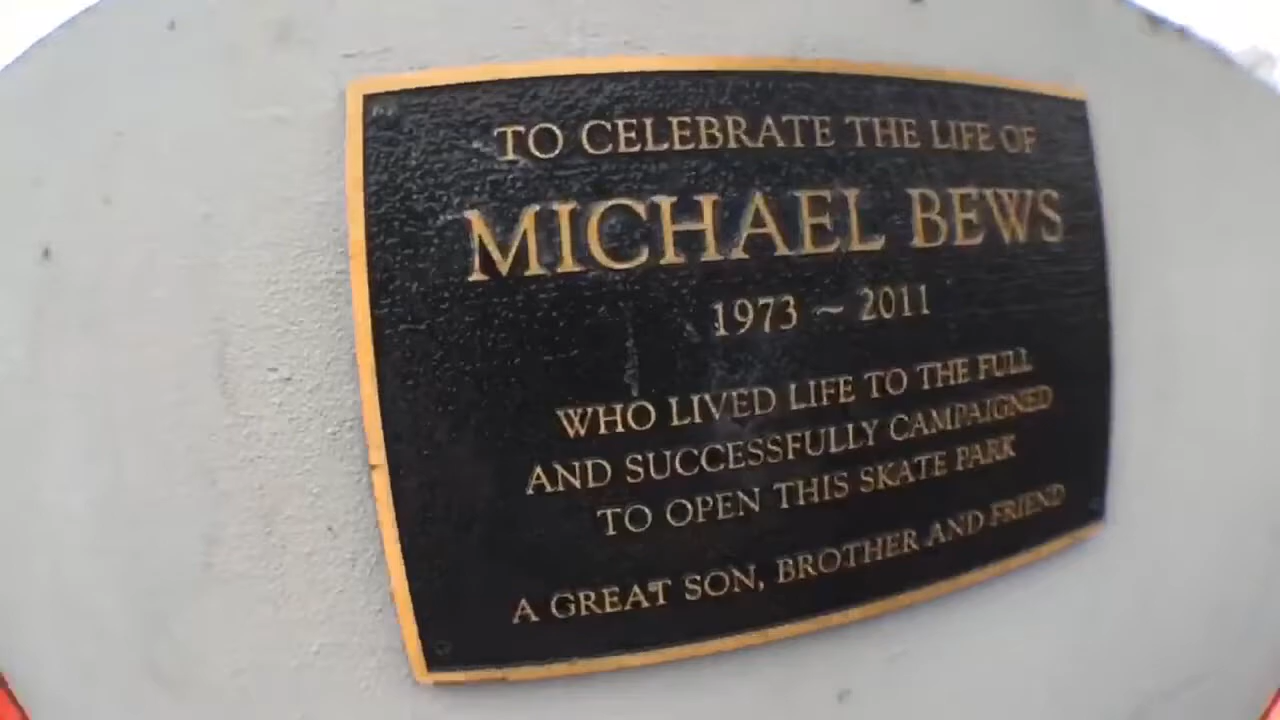 TO CELEBRATE THE LIFE OF
MICHAEL BEWS
1973 ~ 2011
WHO LIVED LIFE TO THE FULL
AND SUCCESSFULLY CAMPAIGNED
TO OPEN THIS SKATE PARK
A GREAT SON, BROTHER AND FRIEND